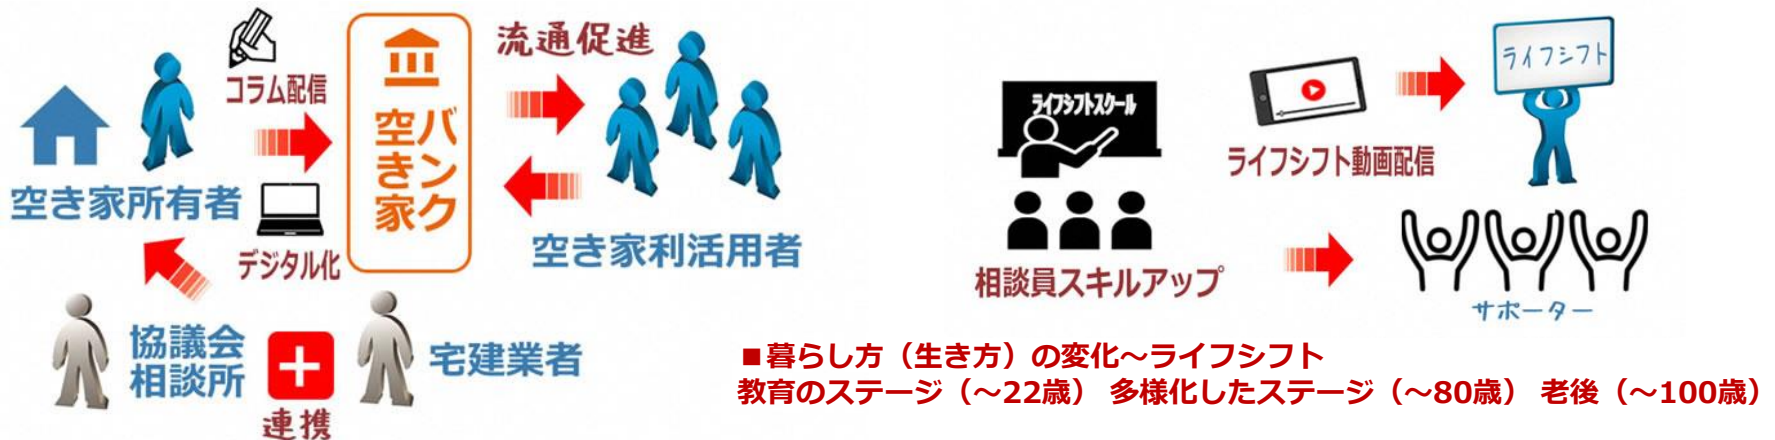 コラム配信
空き家所有者
デジタル化
空き家
バンク
流通促進
空き家利活用者
協議会
相談所
連携
宅建業者
ライフシフトスクール
相談員スキルアップ
ライフシフト動画配信
ライフシフト
サポーター
■暮らし方（生き方）の変化～ライフシフト
教育のステージ（～22歳） 多様化したステージ（～80歳） 老後（～100歳）